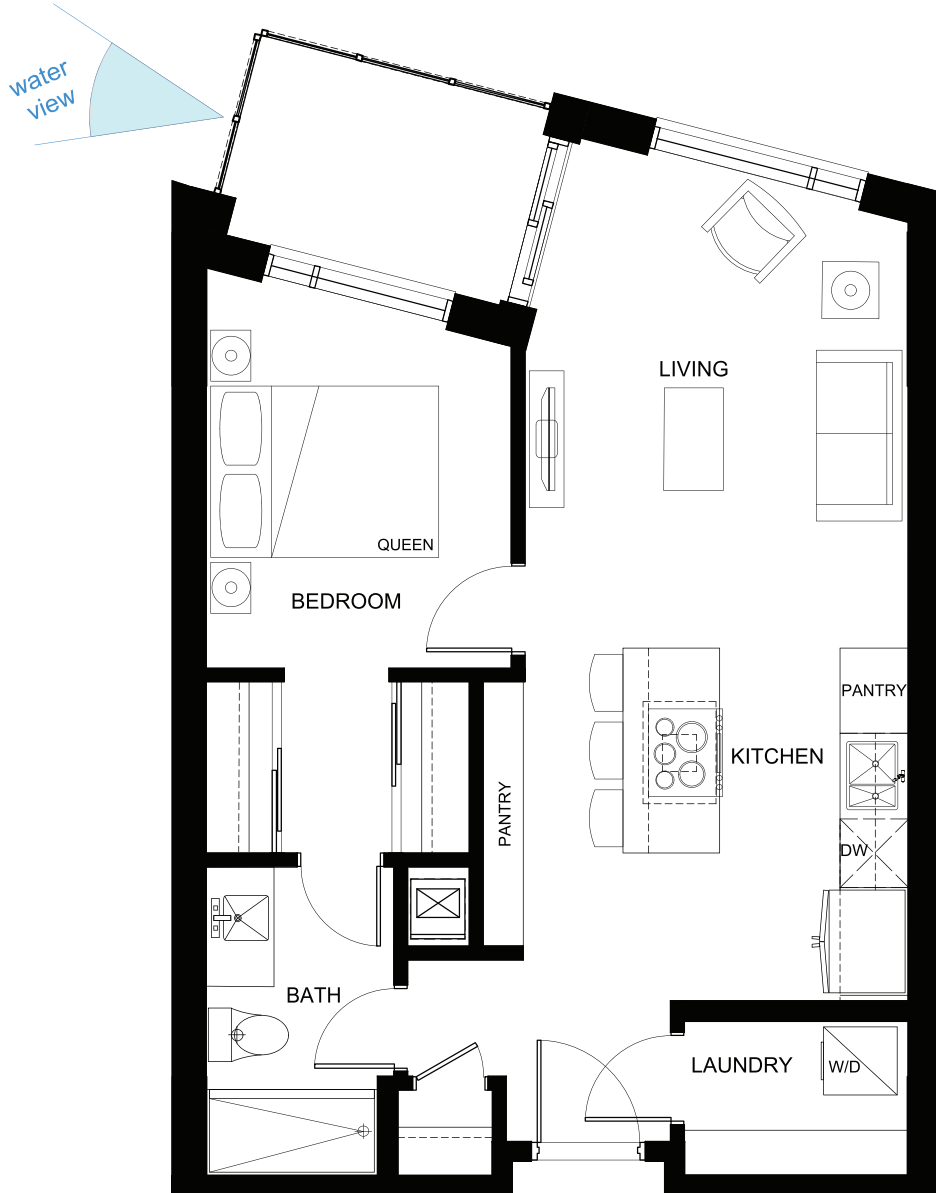 water
view
LIVING
QUEEN
BEDROOM
PANTRY
KITCHEN
PANTRY
DW
BATH
LAUNDRY
W/D